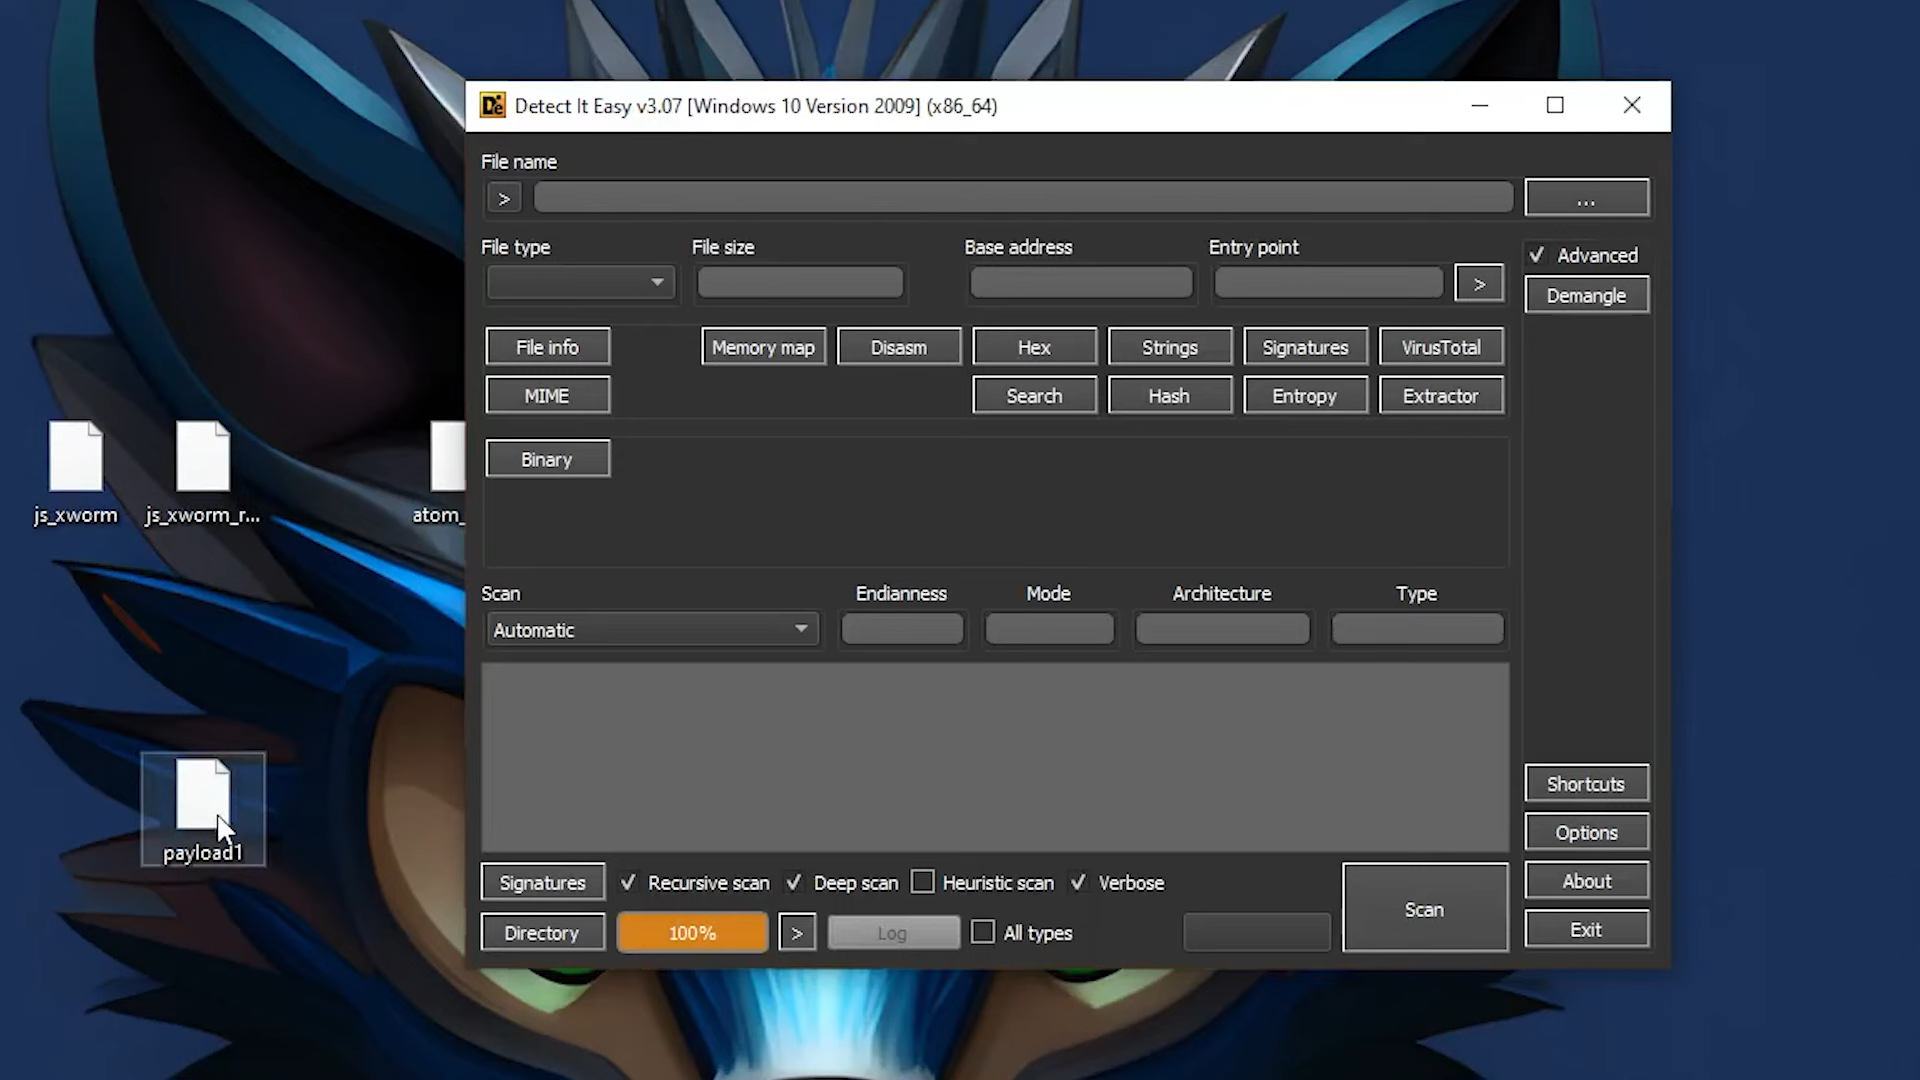 Detect It Easy v3.07 [Windows 10 Version 2009] (x86_64)
File name
>
...
File type
File size
Base address
Entry point
>
Advanced
Demangle
File info
Memory map
Disasm
Hex
Strings
Signatures
VirusTotal
MIME
Search
Hash
Entropy
Extractor
Binary
js_xworm
js_xworm_r...
atom_
Scan
Endianness
Mode
Architecture
Type
Automatic
payload1
Shortcuts
Options
About
Exit
Signatures
Recursive scan
Deep scan
Heuristic scan
Verbose
Scan
Directory
100%
>
Log
All types